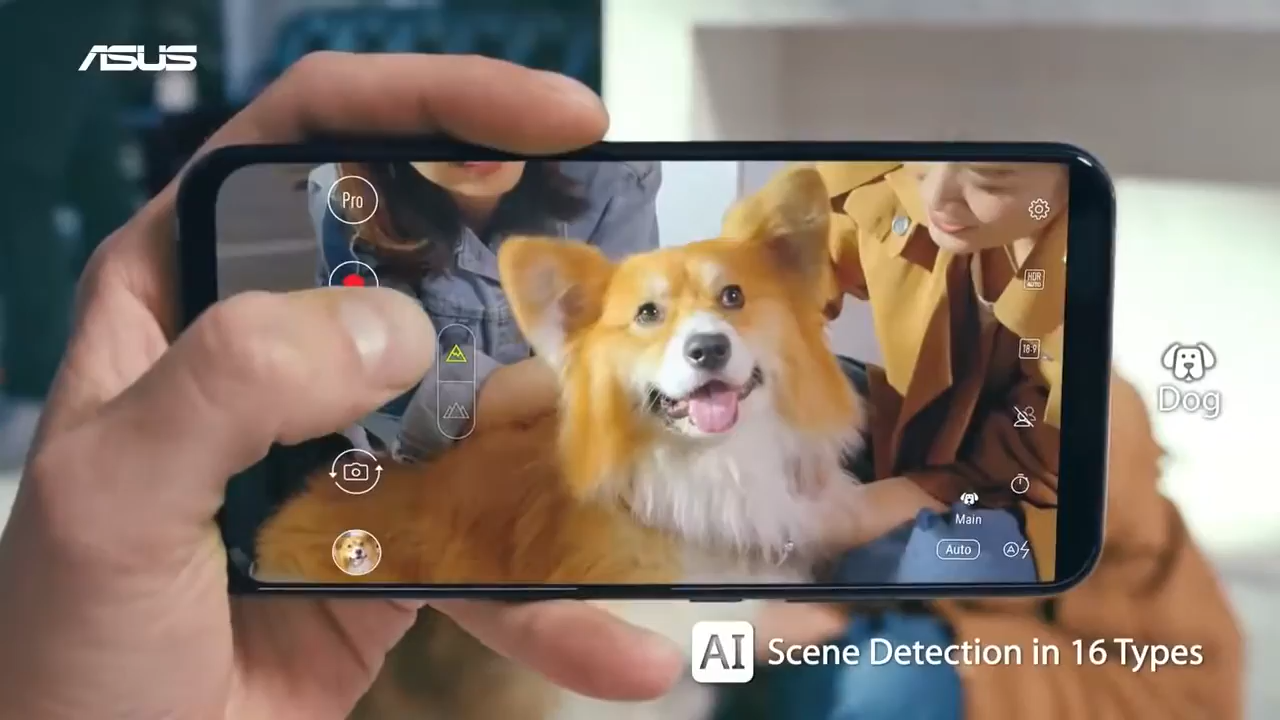 ASUS
Pro
HDR
AUTO
18:9
Dog
Main
Auto
A
AI Scene Detection in 16 Types